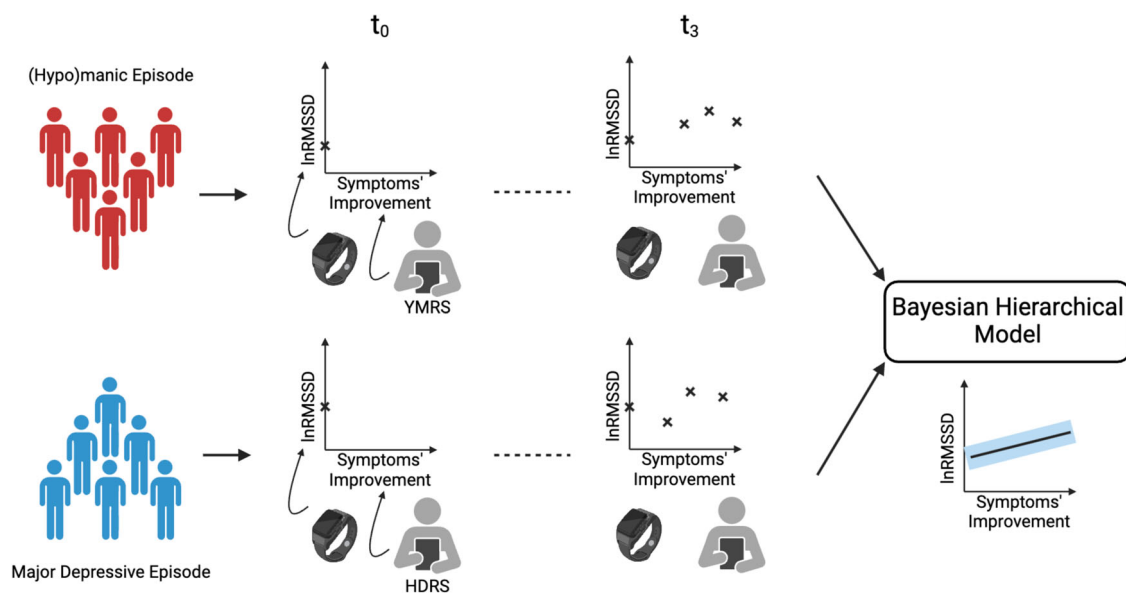 t0
t3
(Hypo)manic Episode
lnRMSSD
Symptoms'
Improvement
YMRS
lnRMSSD
Symptoms'
Improvement
Bayesian Hierarchical
Model
lnRMSSD
Symptoms'
Improvement
HDRS
lnRMSSD
Symptoms'
Improvement
lnRMSSD
Symptoms'
Improvement
Major Depressive Episode